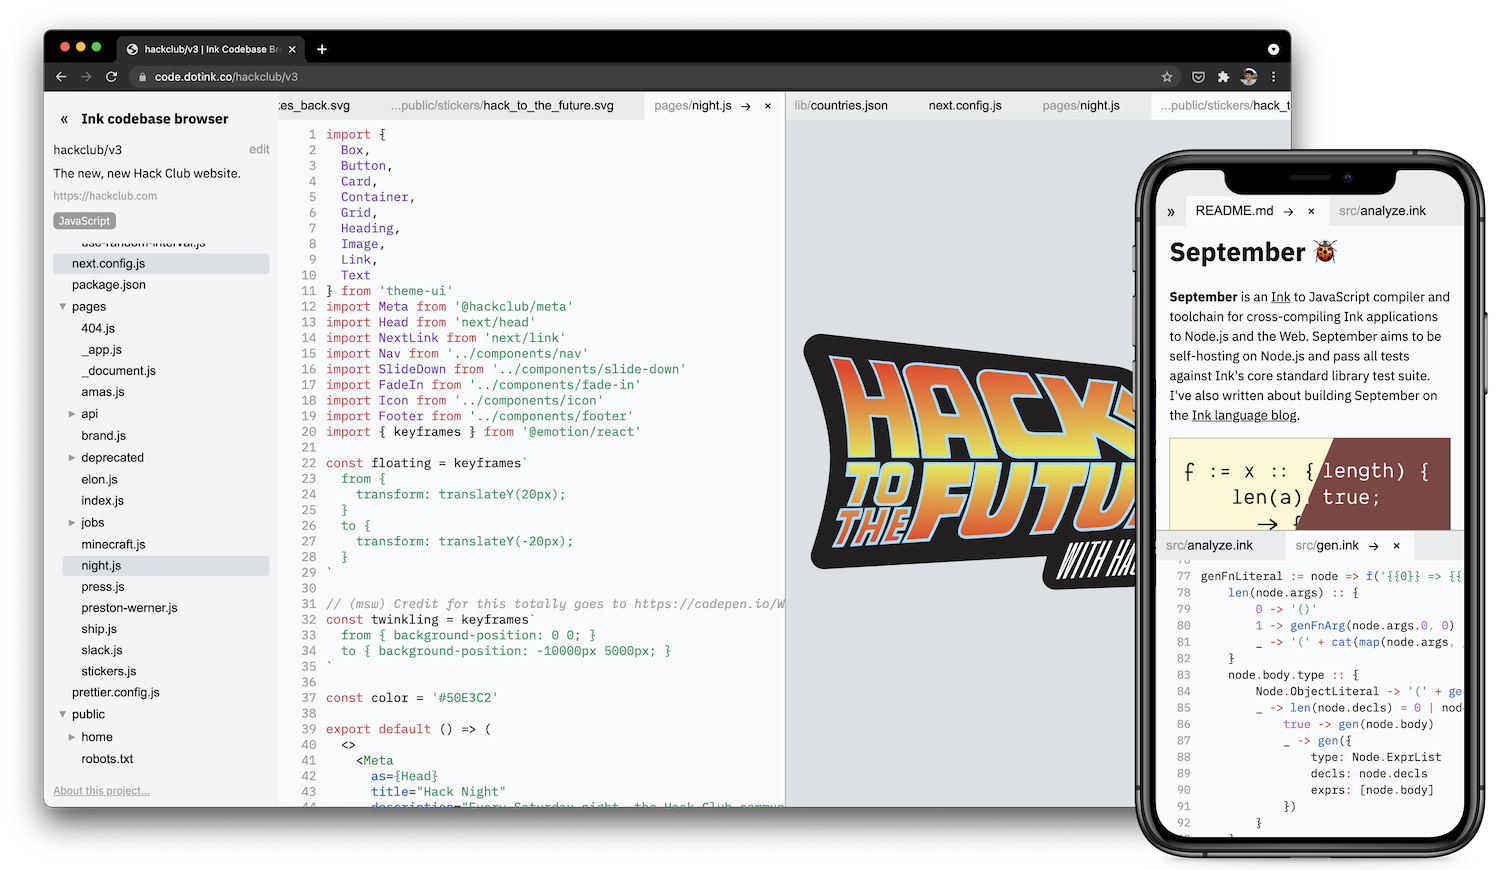 hackclub/v3 | Ink Codebase Br
code.dotink.co/hackclub/v3
« Ink codebase browser
hackclub/v3 edit
The new, new Hack Club website.
https://hackclub.com
JavaScript
use-random-interval.js
next.config.js
package.json
pages
404.js
_app.js
_document.js
amas.js
api
brand.js
deprecated
elon.js
index.js
jobs
minecraft.js
night.js
press.js
preston-werner.js
ship.js
slack.js
stickers.js
prettier.config.js
public
home
robots.txt
About this project...
kes_back.svg ...public/stickers/hack_to_the_future.svg pages/night.js → ×
1 import {
2 Box,
3 Button,
4 Card,
5 Container,
6 Grid,
7 Heading,
8 Image,
9 Link,
10 Text
11 } from 'theme-ui'
12 import Meta from '@hackclub/meta'
13 import Head from 'next/head'
14 import NextLink from 'next/link'
15 import Nav from '../components/nav'
16 import SlideDown from '../components/slide-down'
17 import FadeIn from '../components/fade-in'
18 import Icon from '../components/icon'
19 import Footer from '../components/footer'
20 import { keyframes } from '@emotion/react'
21
22 const floating = keyframes`
23 from {
24 transform: translateY(20px);
25 }
26 to {
27 transform: translateY(-20px);
28 }
29 `
30
31 // (msw) Credit for this totally goes to https://codepen.io/W
32 const twinkling = keyframes`
33 from { background-position: 0 0; }
34 to { background-position: -10000px 5000px; }
35 `
36
37 const color = '#50E3C2'
38
39 export default () => (
40 <>
41 <Meta
42 as={Head}
43 title="Hack Night"
44 description="Every Saturday night, the Hack Club commun
lib/countries.json next.config.js pages/night.js ...public/stickers/hack_t
HACK
TO
THE FUTU
WITH HAC
» README.md → × src/analyze.ink
September 🐞
September is an Ink to JavaScript compiler and
toolchain for cross-compiling Ink applications
to Node.js and the Web. September aims to be
self-hosting on Node.js and pass all tests
against Ink's core standard library test suite.
I've also written about building September on
the Ink language blog.
f := x :: { length) {
len(a) true;
→ {
src/analyze.ink src/gen.ink → ×
76
77 genFnLiteral := node => f('{{0}} => {{
78 len(node.args) :: {
79 0 -> '()'
80 1 -> genFnArg(node.args.0, 0)
81 _ -> '(' + cat(map(node.args,
82 }
83 node.body.type :: {
84 Node.ObjectLiteral -> '(' + ge
85 _ -> len(node.decls) = 0 | nod
86 true -> gen(node.body)
87 _ -> gen({
88 type: Node.ExprList
89 decls: node.decls
90 exprs: [node.body]
91 })
92 }